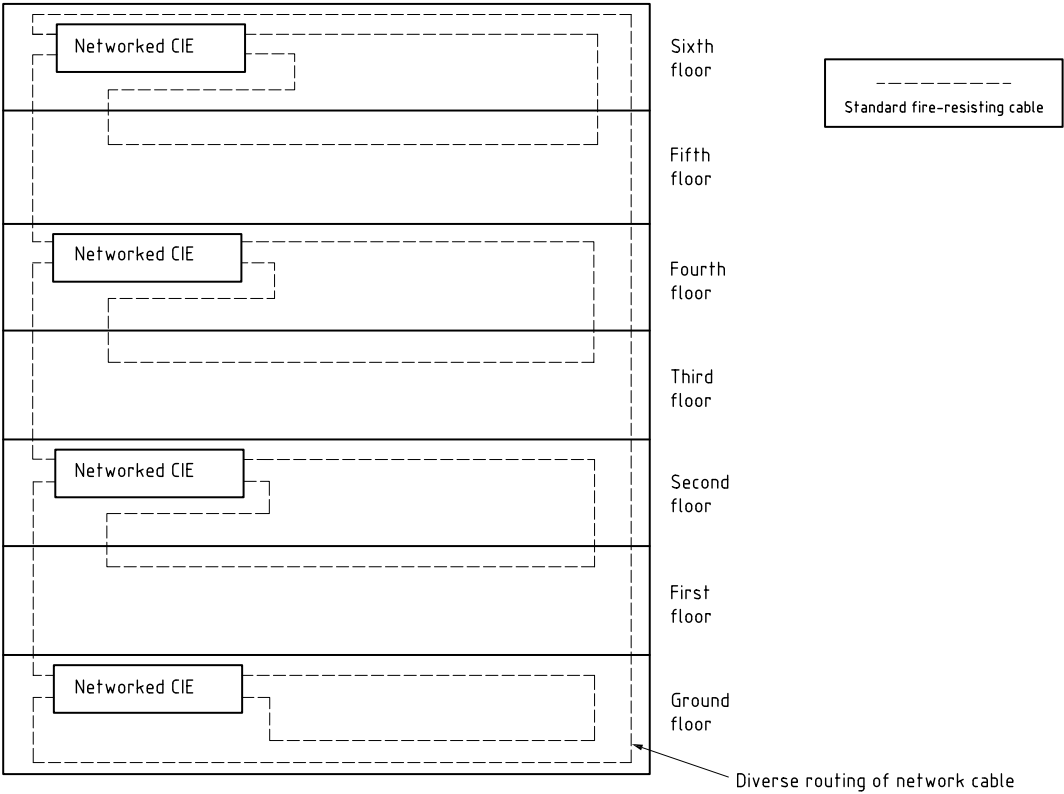 Networked CIE
Sixth
floor
Standard fire-resisting cable
Fifth
floor
Networked CIE
Fourth
floor
Third
floor
Networked CIE
Second
floor
First
floor
Networked CIE
Ground
floor
Diverse routing of network cable